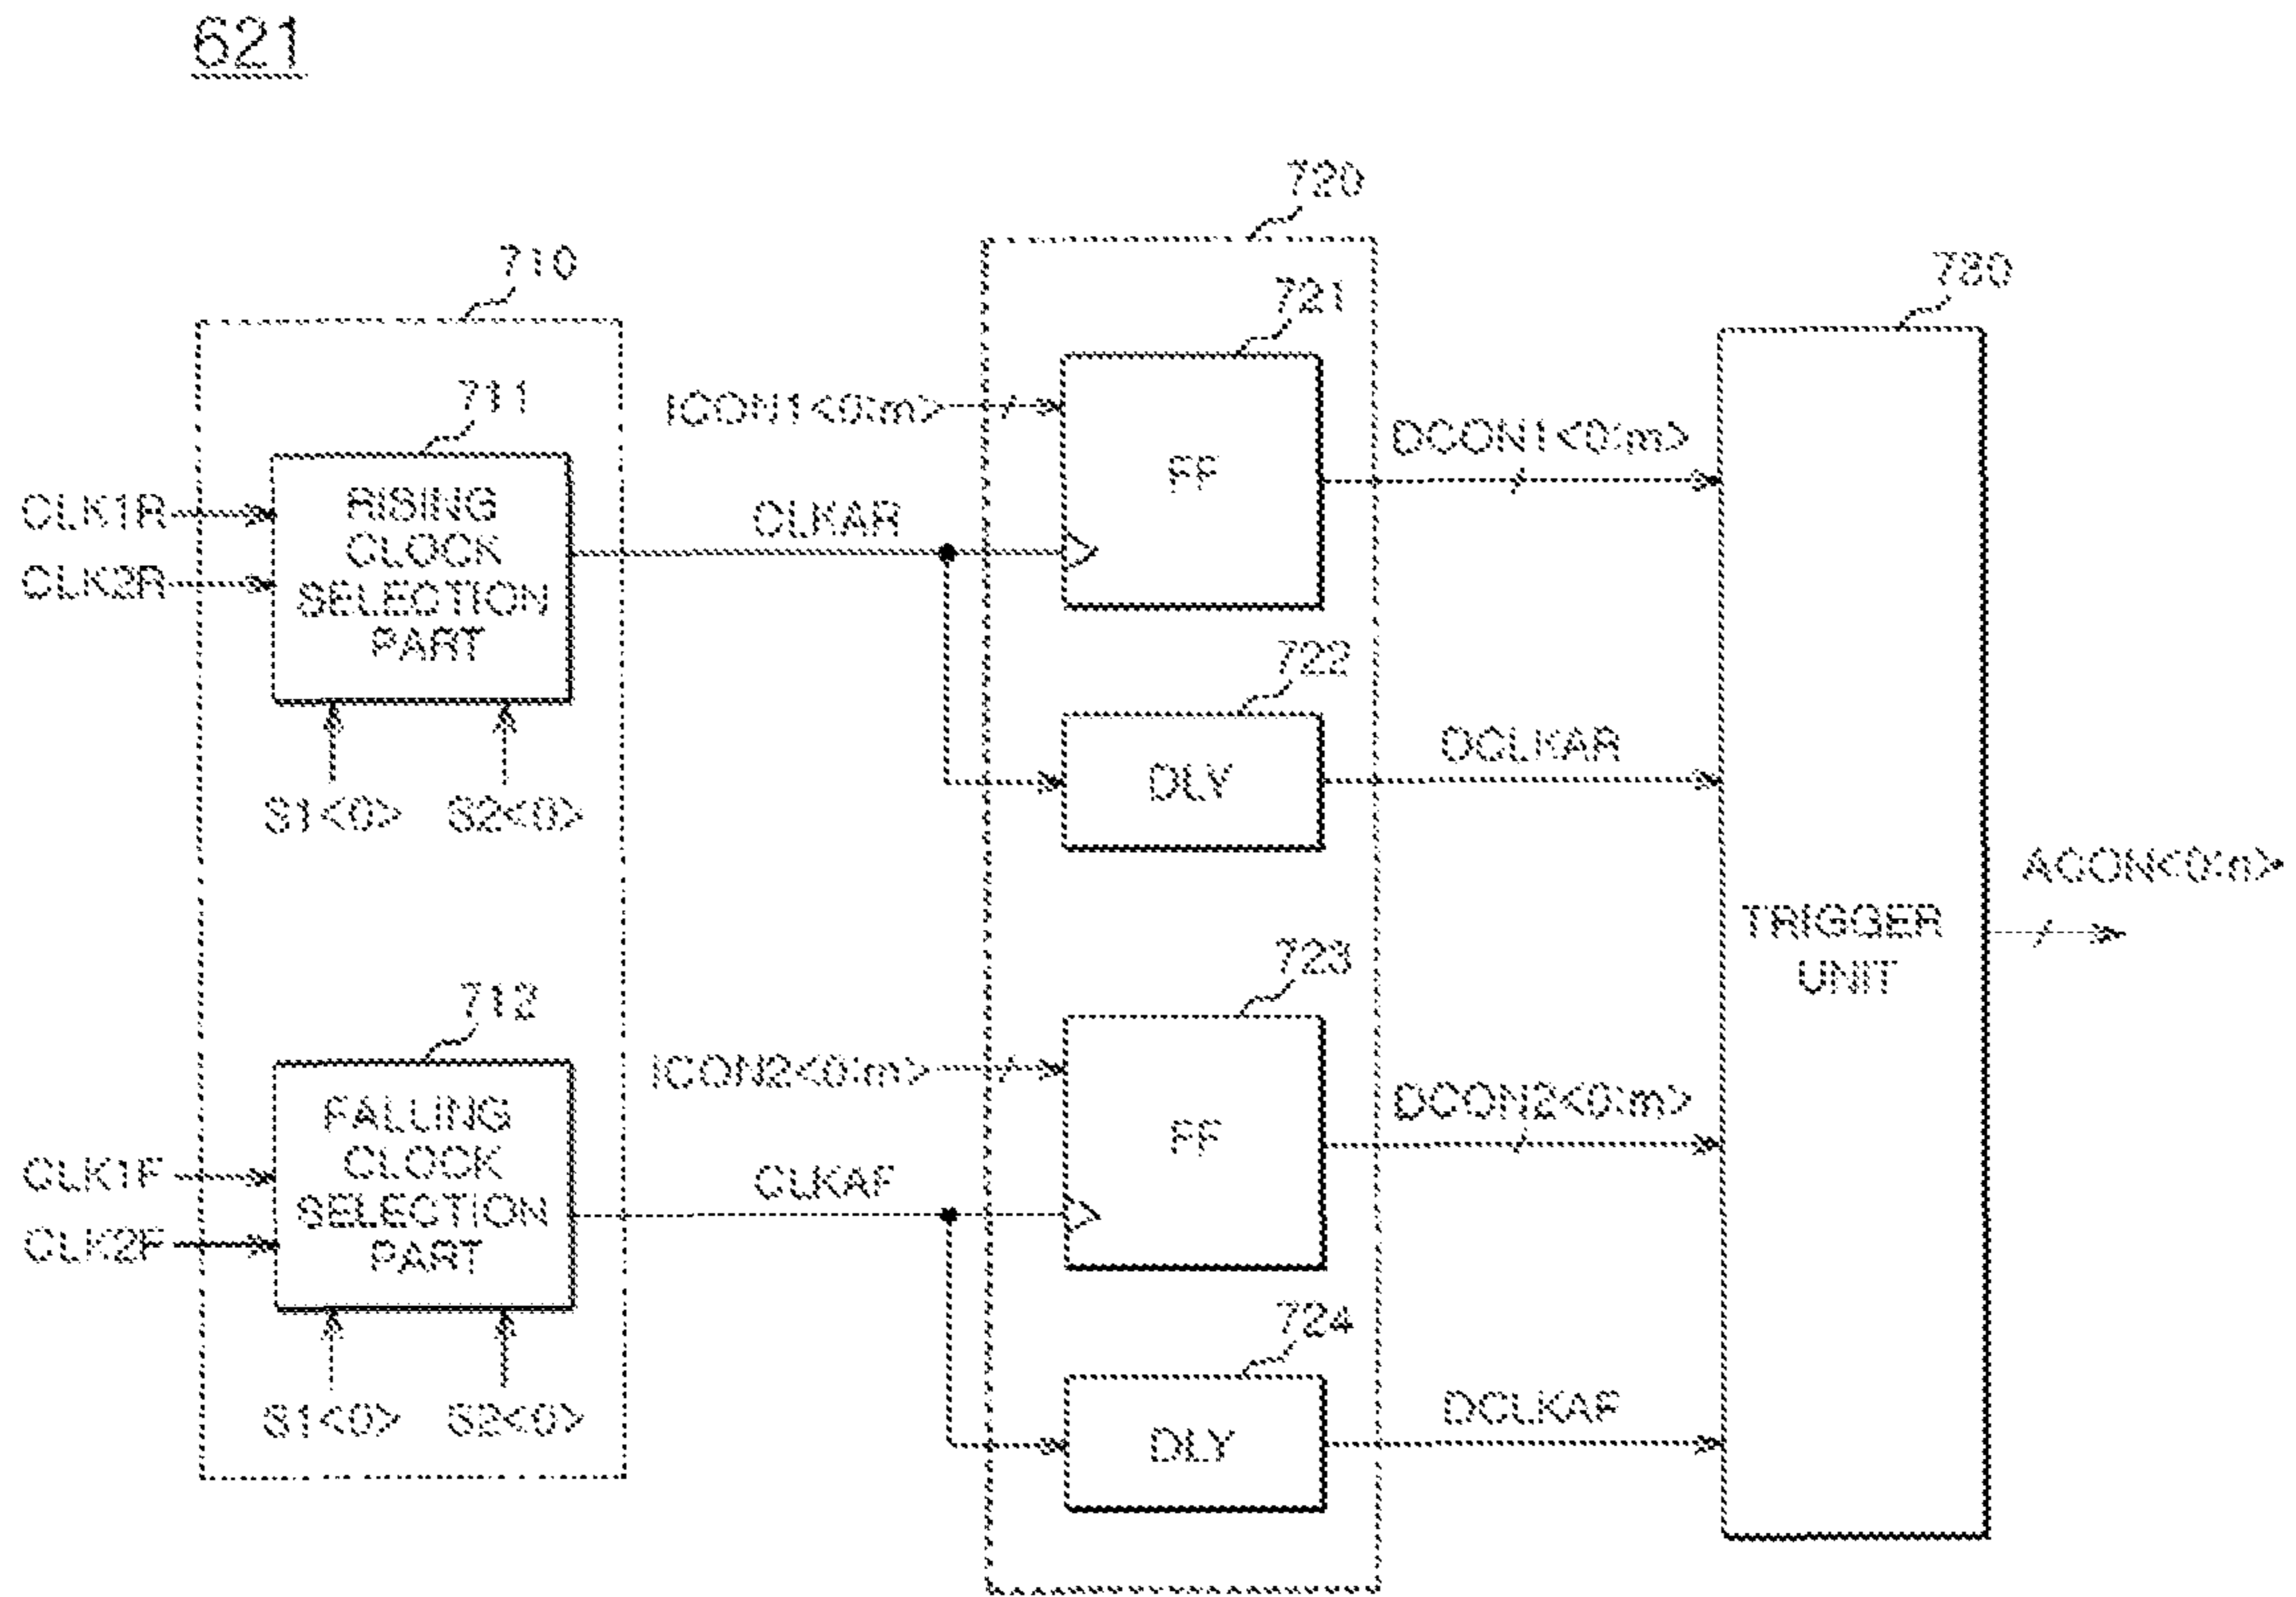 621
720
710
721
780
711
ICON1<0:m>
DCON1<0:m>
FF
RISING
CLOCK
SELECTION
PART
CLK1R
CLK2R
CLKAR
722
DCLKAR
DLY
S1<0>
S2<0>
ACON<0:n>
TRIGGER
UNIT
723
712
ICON2<0:m>
DCON2<0:m>
FF
FALLING
CLOCK
SELECTION
PART
CLK1F
CLK2F
CLKAF
724
DCLKAF
DLY
S1<0>
S2<0>